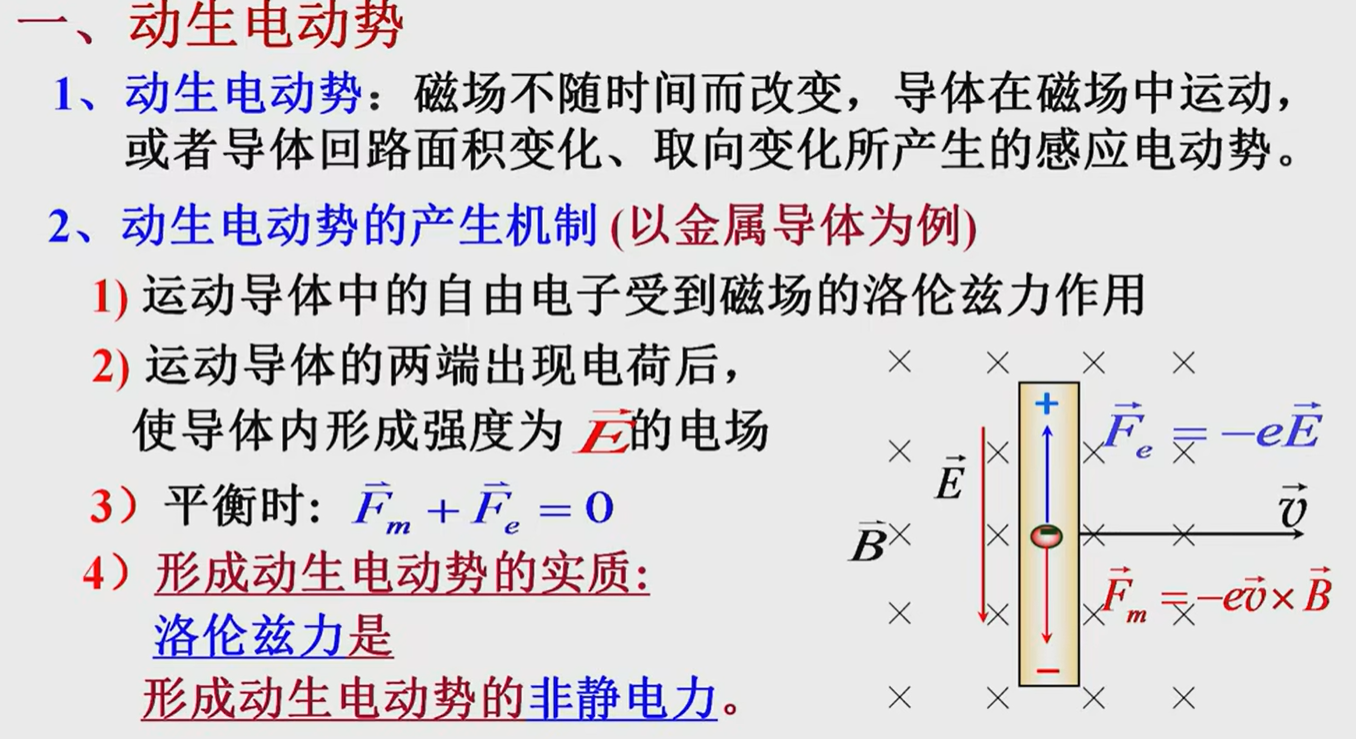 一、动生电动势
1、动生电动势：磁场不随时间而改变，导体在磁场中运动，
或者导体回路面积变化、取向变化所产生的感应电动势。
2、动生电动势的产生机制 (以金属导体为例)
1) 运动导体中的自由电子受到磁场的洛伦兹力作用
2) 运动导体的两端出现电荷后，
使导体内形成强度为 $\vec{E}$ 的电场
3）平衡时: $\vec{F}_m + \vec{F}_e = 0$
4）形成动生电动势的实质:
洛伦兹力是
形成动生电动势的非静电力。
+
$\vec{F}_e = -e\vec{E}$
$\vec{E}$
$\vec{v}$
$\vec{B}$
-
$\vec{F}_m = -e\vec{v} \times \vec{B}$
−